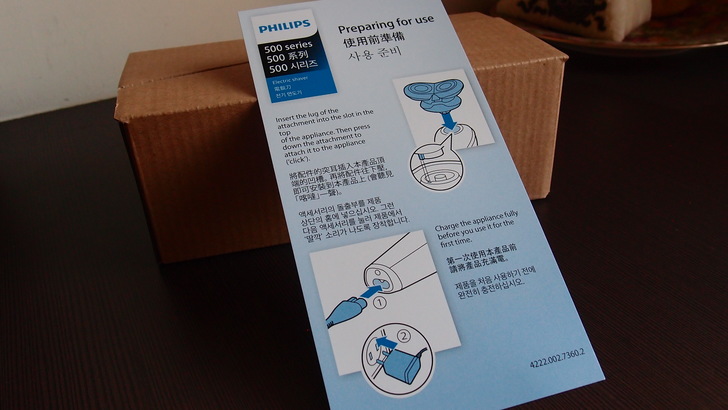 PHILIPS
500 series
500 系列
500 시리즈
Electric shaver
電鬍刀
전기 면도기
Preparing for use
使用前準備
사용 준비
Insert the lug of the
attachment into the slot in the
top
of the appliance. Then press
down the attachment to
attach it to the appliance
('click').
將配件的突耳插入本產品頂
端的凹槽。再將配件往下壓，
即可安裝到本產品上 (會聽見
「喀噠」一聲)。
액세서리의 돌출부를 제품
상단의 홈에 넣으십시오. 그런
다음 액세서리를 눌러 제품에서
'딸깍' 소리가 나도록 장착합니다.
Charge the appliance fully
before you use it for the
first time.
第一次使用本產品前
請將產品充滿電。
제품을 처음 사용하기 전에
완전히 충전하십시오.
①
②
4222.002.7360.2